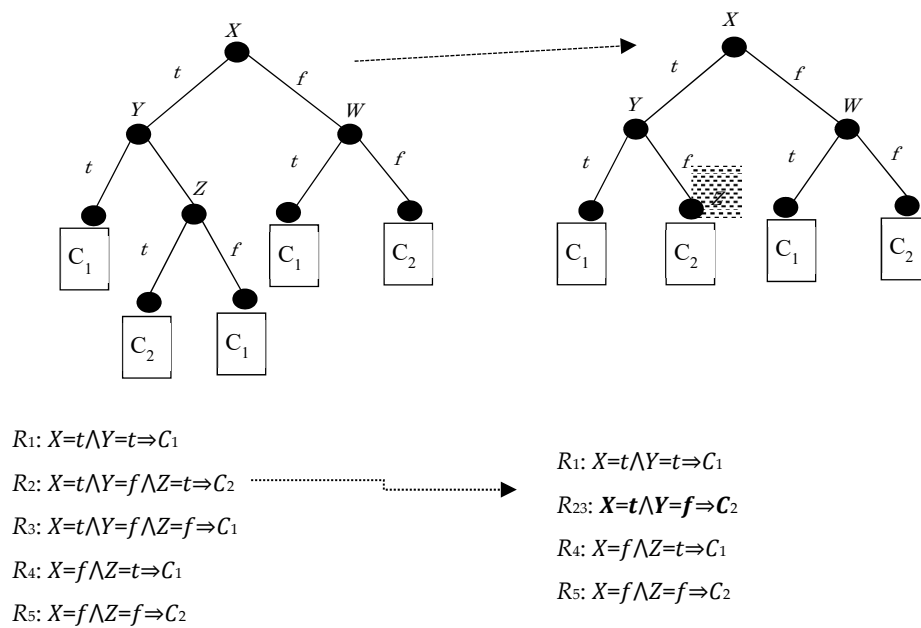 X
t
f
Y
W
t
Z
t
f
C1
t
f
C1
C2
C2
C1
X
t
f
Y
W
t
f
Z
t
f
C1
C2
C1
C2
R1: X=t⋀Y=t⇒C1
R2: X=t⋀Y=f⋀Z=t⇒C2
R3: X=t⋀Y=f⋀Z=f⇒C1
R4: X=f⋀Z=t⇒C1
R5: X=f⋀Z=f⇒C2
R1: X=t⋀Y=t⇒C1
R23: X=t⋀Y=f⇒C2
R4: X=f⋀Z=t⇒C1
R5: X=f⋀Z=f⇒C2